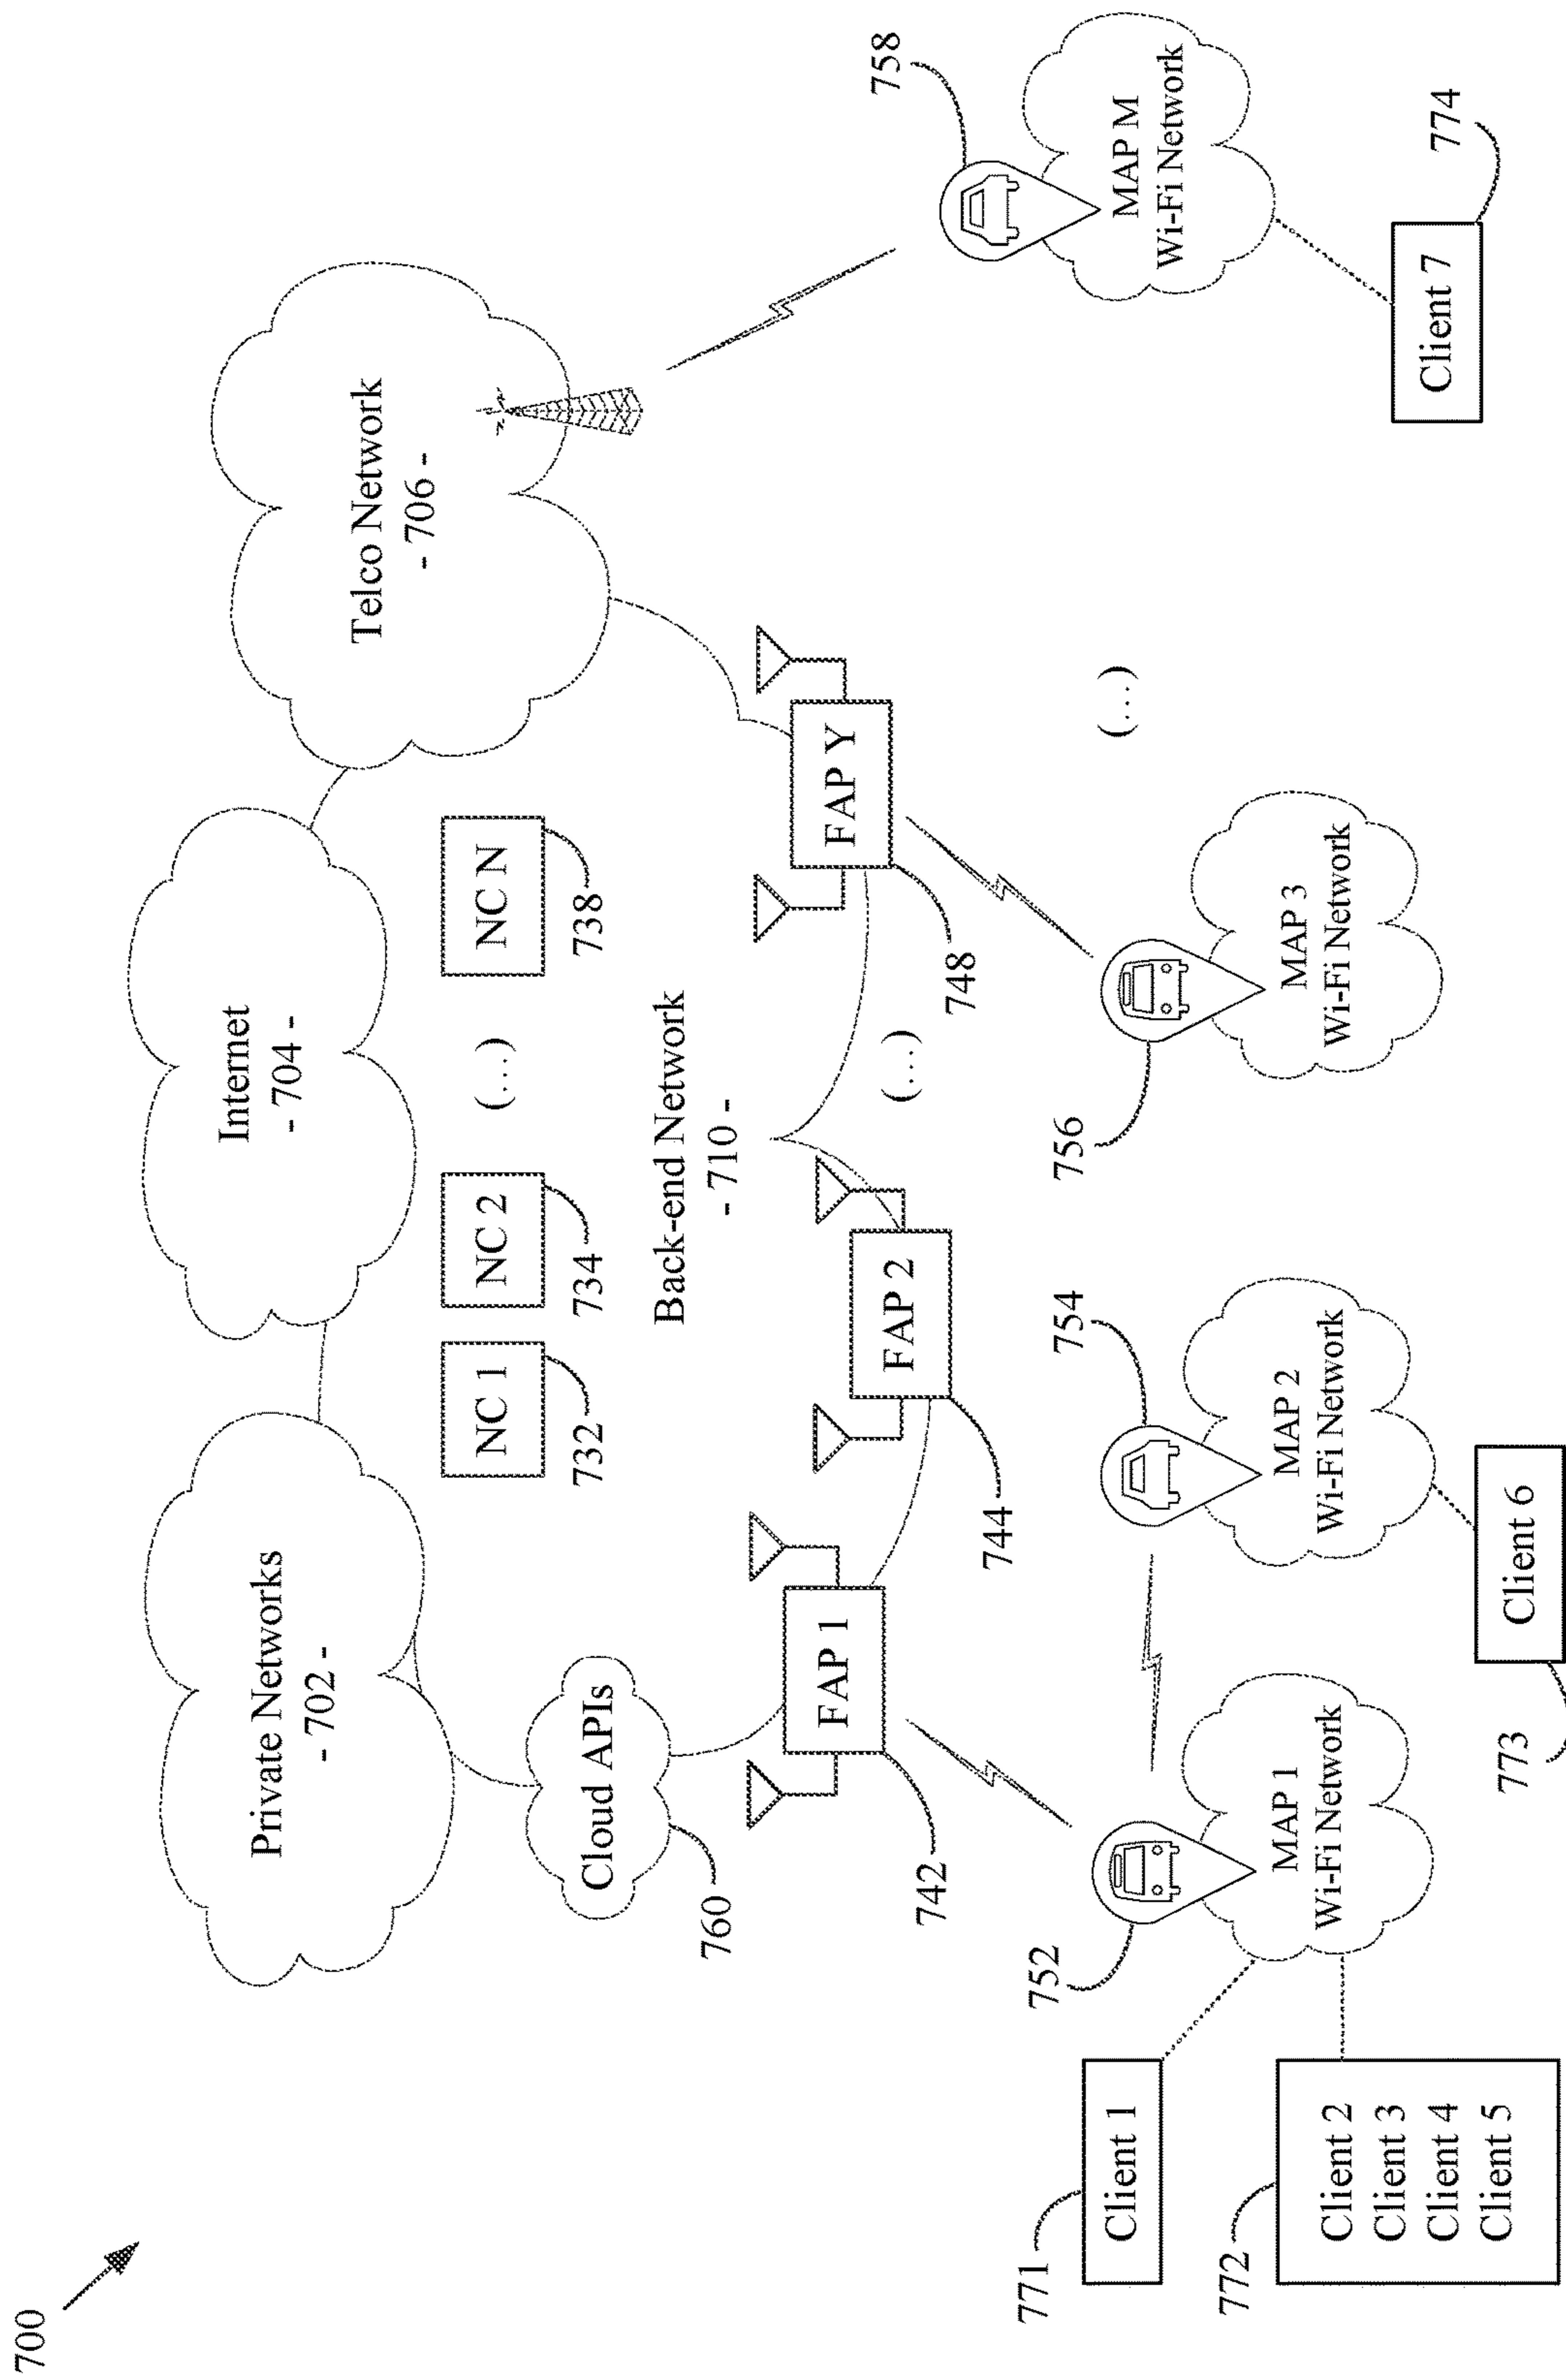 700
Private Networks
- 702 -
Internet
- 704 -
Telco Network
- 706 -
Cloud APIs
760
NC 1
732
NC 2
734
(...)
NC N
738
Back-end Network
- 710 -
FAP 1
742
FAP 2
744
(...)
FAP Y
748
752
MAP 1
Wi-Fi Network
754
MAP 2
Wi-Fi Network
756
MAP 3
Wi-Fi Network
(...)
758
MAP M
Wi-Fi Network
771
Client 1
772
Client 2
Client 3
Client 4
Client 5
773
Client 6
Client 7
774